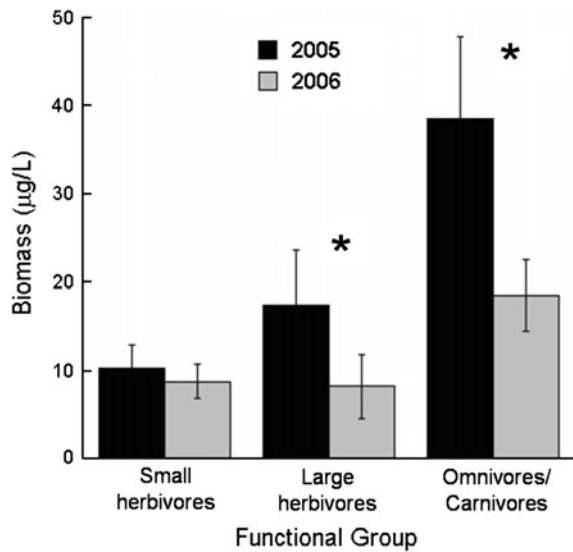 50
40
30
20
10
0
Biomass (µg/L)
2005
2006
*
*
Small herbivores
Large herbivores
Omnivores/ Carnivores
Functional Group